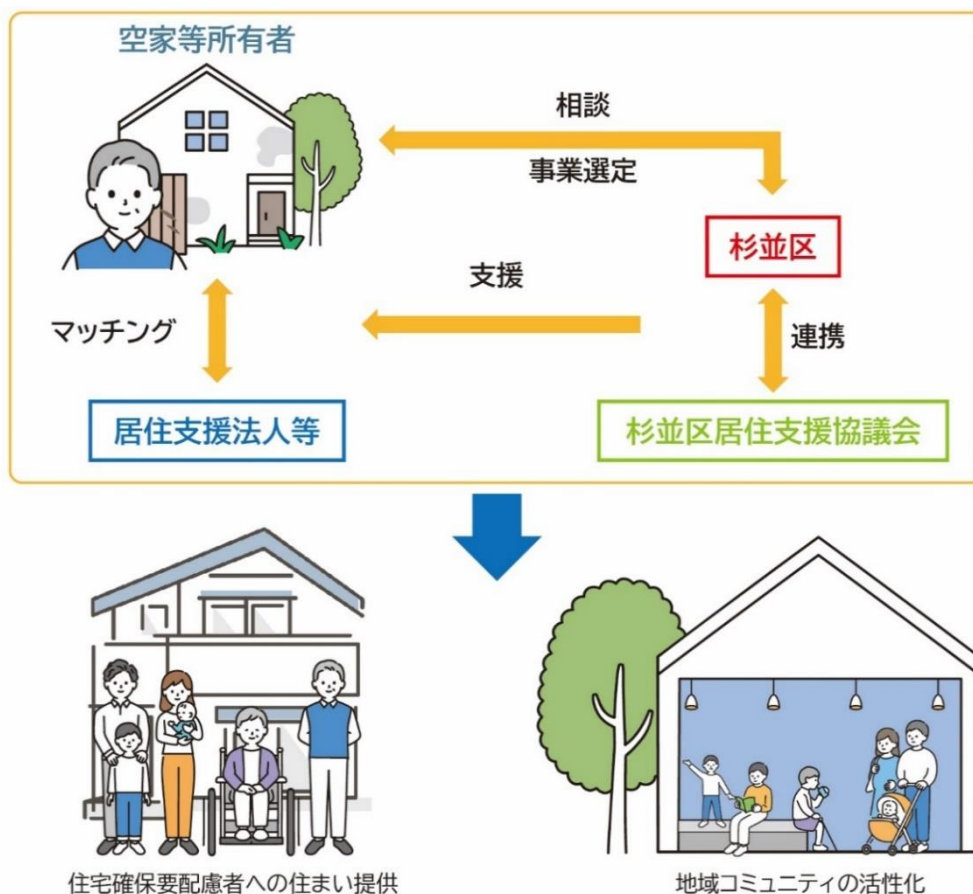 空家等所有者
相談
事業選定
杉並区
支援
マッチング
連携
居住支援法人等
杉並区居住支援協議会
住宅確保要配慮者への住まい提供
地域コミュニティの活性化